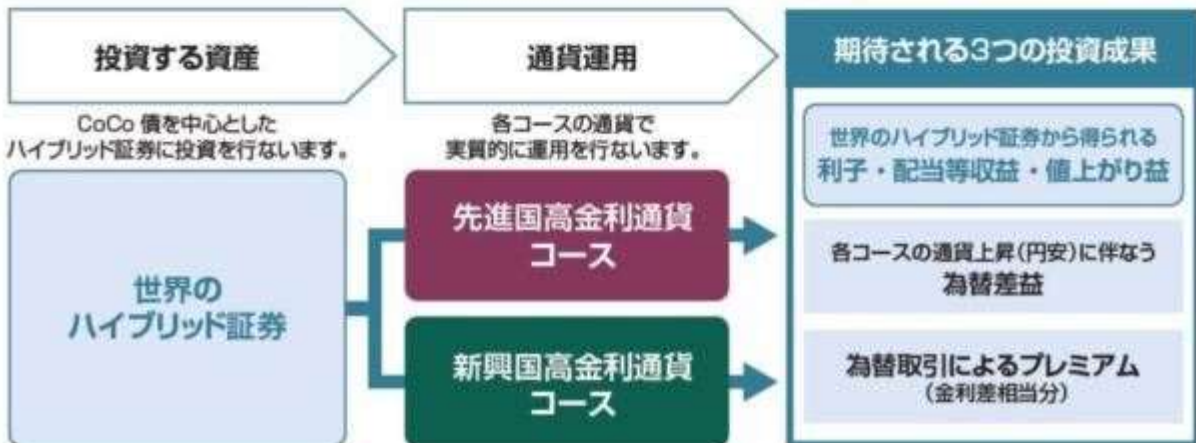 投資する資産
CoCo 債を中心とした
ハイブリッド証券に投資を行ないます。
世界の
ハイブリッド証券
通貨運用
各コースの通貨で
実質的に運用を行ないます。
先進国高金利通貨
コース
新興国高金利通貨
コース
期待される3つの投資成果
世界のハイブリッド証券から得られる
利子・配当等収益・値上がり益
各コースの通貨上昇(円安)に伴なう
為替差益
為替取引によるプレミアム
(金利差相当分)